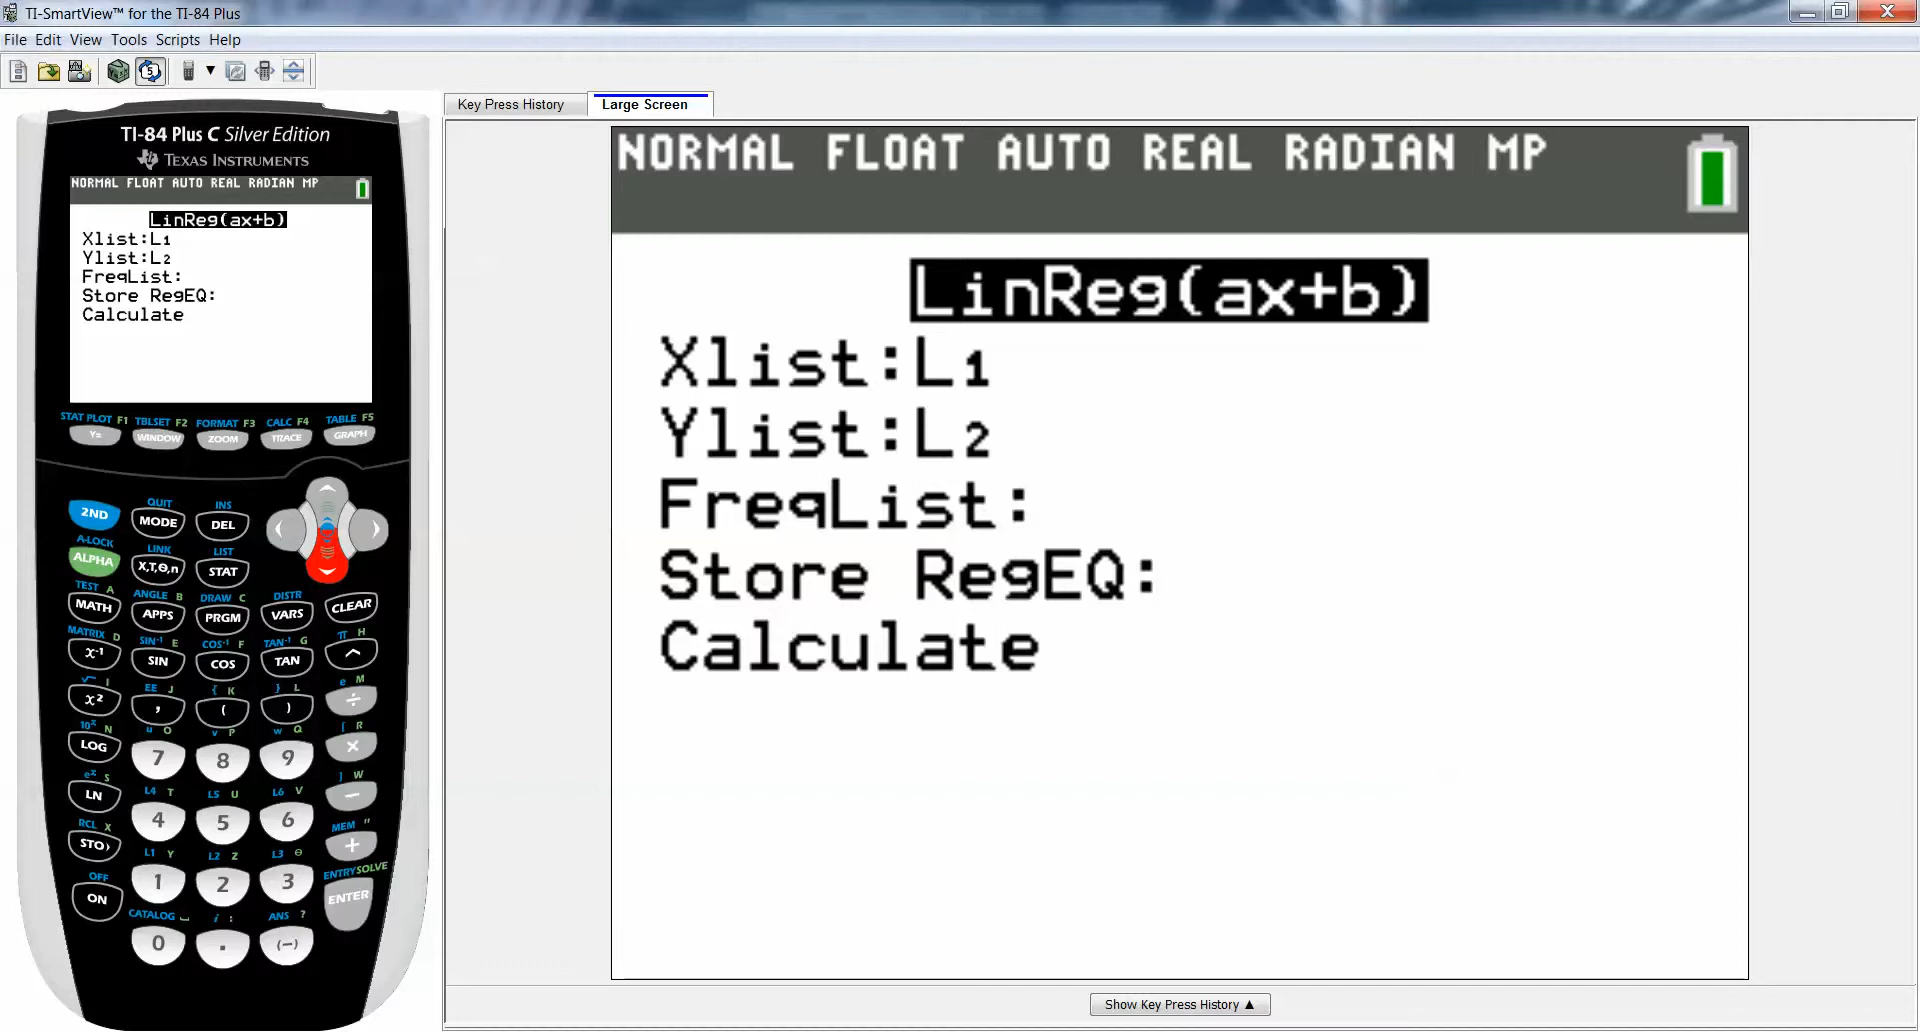 TI-SmartView™ for the TI-84 Plus
File Edit View Tools Scripts Help
5
Key Press History Large Screen
TI-84 Plus C Silver Edition
TEXAS INSTRUMENTS
NORMAL FLOAT AUTO REAL RADIAN MP
LinReg(ax+b)
Xlist:L1
Ylist:L2
FreqList:
Store RegEQ:
Calculate
STAT PLOT F1 TBLSET F2 FORMAT F3 CALC F4 TABLE F5
Y= WINDOW ZOOM TRACE GRAPH
QUIT INS
2ND MODE DEL
A-LOCK LINK LIST
ALPHA X,T,Θ,n STAT
TEST A ANGLE B DRAW C DISTR
MATH APPS PRGM VARS CLEAR
MATRIX D SIN⁻¹ E COS⁻¹ F TAN⁻¹ G π H
x⁻¹ SIN COS TAN ^
√ I EE J { K } L e M
x² , ( ) ÷
10ˣ N u O v P w Q [ R
LOG 7 8 9 ×
eˣ S L4 T L5 U L6 V ] W
LN 4 5 6 −
RCL X L1 Y L2 Z L3 Θ MEM "
STO› 1 2 3 +
OFF CATALOG ⎵ i : ANS ? ENTRY SOLVE
ON 0 . (−) ENTER
NORMAL FLOAT AUTO REAL RADIAN MP
LinReg(ax+b)
Xlist:L1
Ylist:L2
FreqList:
Store RegEQ:
Calculate
Show Key Press History ▲